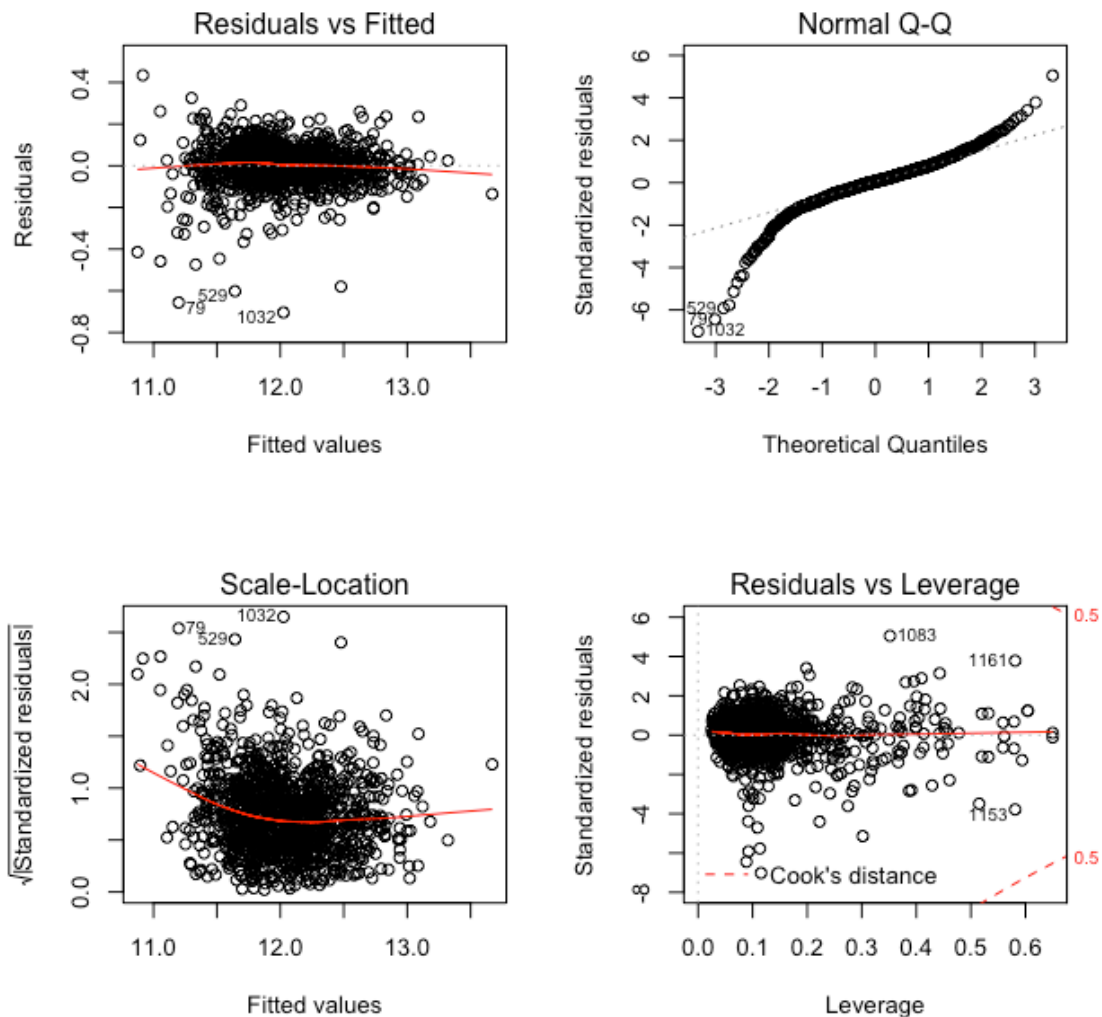 Residuals vs Fitted
Residuals
0.4
0.0
-0.4
-0.8
529
79
1032
11.0 12.0 13.0
Fitted values
Normal Q-Q
Standardized residuals
6
4
2
0
-2
-4
-6
529
79
1032
-3 -2 -1 0 1 2 3
Theoretical Quantiles
Scale-Location
√|Standardized residuals|
2.0
1.0
0.0
1032
79
529
11.0 12.0 13.0
Fitted values
Residuals vs Leverage
Standardized residuals
6
4
2
0
-2
-4
-6
-8
1083
1161
1153
0.5
0.5
Cook's distance
0.0 0.1 0.2 0.3 0.4 0.5 0.6
Leverage